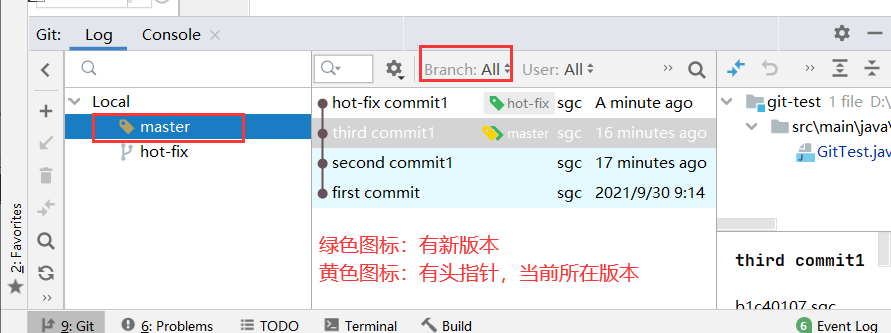 Git: Log Console
Branch: All User: All
Local
master
hot-fix
hot-fix commit1 hot-fix sgc A minute ago
third commit1 master sgc 16 minutes ago
second commit1 sgc 17 minutes ago
first commit sgc 2021/9/30 9:14
绿色图标：有新版本
黄色图标：有头指针，当前所在版本
git-test 1 file D:\
src\main\java\
GitTest.jav
third commit1
b1c40107 sgc
2: Favorites
9: Git 6: Problems TODO Terminal Build 6 Event Log